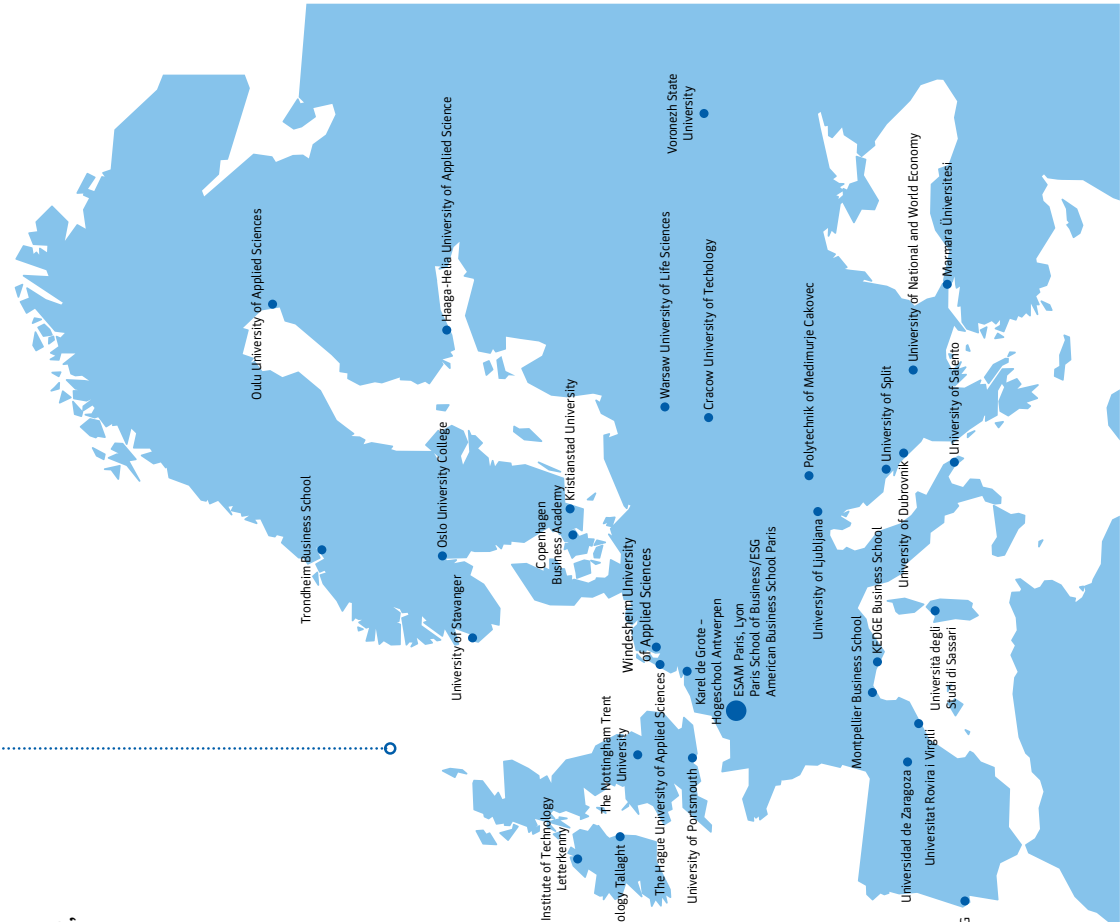 Oulu University of Applied Sciences
Haaga-Helia University of Applied Science
Trondheim Business School
Oslo University College
University of Stavanger
Copenhagen
Business Academy
Kristianstad University
Voronezh State
University
Warsaw University of Life Sciences
Cracow University of Techology
Windesheim University
of Applied Sciences
The Hague University of Applied Sciences
Karel de Grote –
Hogeschool Antwerpen
ESAM Paris, Lyon
Paris School of Business/ESG
American Business School Paris
The Nottingham Trent
University
University of Portsmouth
Institute of Technology
Letterkenny
ology Tallaght
Polytechnik of Medimurje Cakovec
University of Ljubljana
University of Split
University of Dubrovnik
University of National and World Economy
Marmara Üniversitesi
University of Salento
Montpellier Business School
KEDGE Business School
Università degli
Studi di Sassari
Universidad de Zaragoza
Universitat Rovira i Virgili